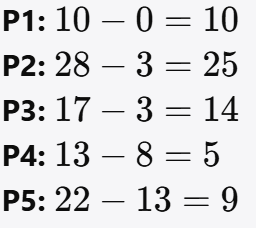 P1: 10 − 0 = 10
P2: 28 − 3 = 25
P3: 17 − 3 = 14
P4: 13 − 8 = 5
P5: 22 − 13 = 9